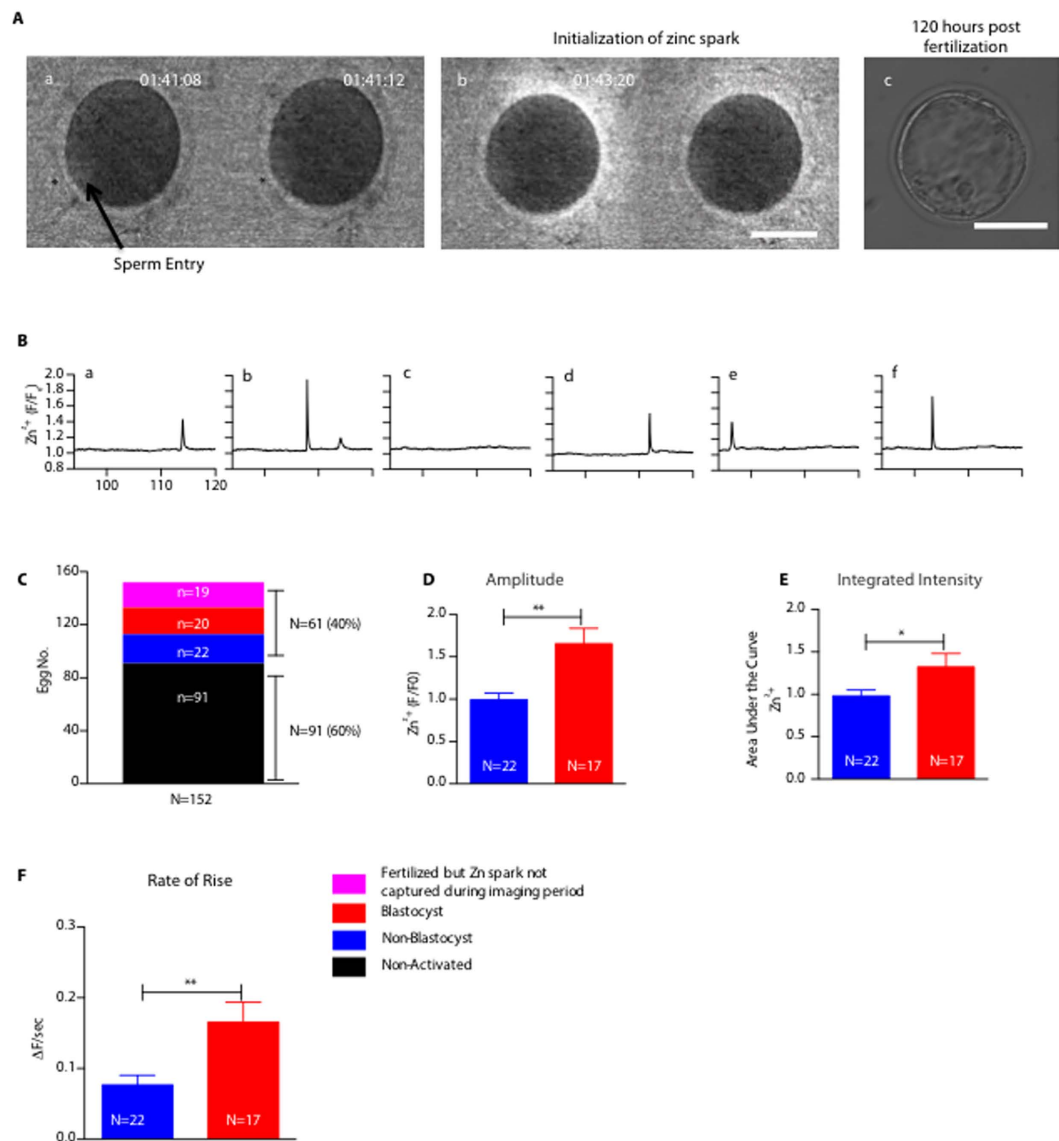 A
Initialization of zinc spark
120 hours post
fertilization
a
01:41:08
01:41:12
b
01:43:20
c
Sperm Entry
B
Zn²⁺ (F/F)
2.0
1.8
1.6
1.4
1.2
1.0
0.8
a
b
c
d
e
f
100
110
120
C
Egg No.
160
120
80
40
0
n=19
n=20
n=22
n=91
N=61 (40%)
N=91 (60%)
N=152
D
Amplitude
Zn²⁺ (F/F0)
2.0
1.5
1.0
0.5
0.0
**
N=22
N=17
E
Integrated Intensity
Area Under the Curve
Zn²⁺
2.0
1.5
1.0
0.5
0.0
*
N=22
N=17
F
Rate of Rise
ΔF/sec
0.3
0.2
0.1
0.0
**
N=22
N=17
Fertilized but Zn spark not
captured during imaging period
Blastocyst
Non-Blastocyst
Non-Activated